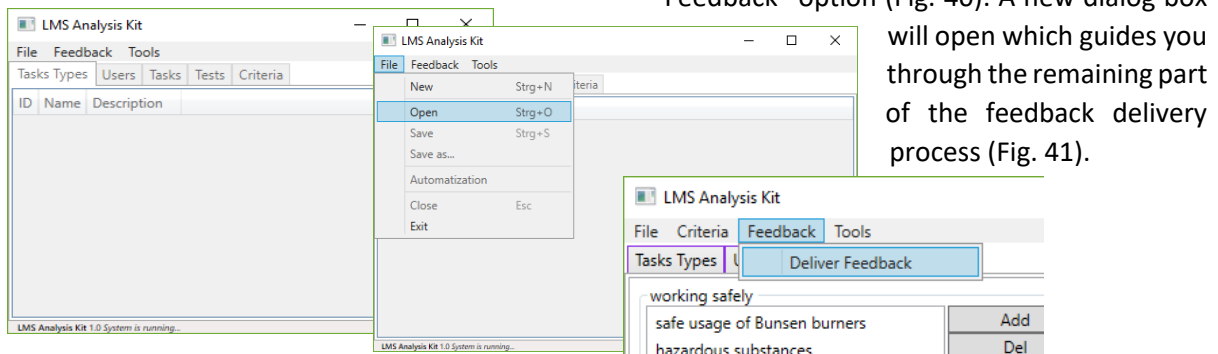 Feedback" option (Fig. 40). A new dialog box
will open which guides you
through the remaining part
of the feedback delivery
process (Fig. 41).
LMS Analysis Kit
File Feedback Tools
Tasks Types Users Tasks Tests Criteria
ID Name Description
LMS Analysis Kit 1.0 System is running...
LMS Analysis Kit
File Feedback Tools
New Strg+N
Open Strg+O
Save Strg+S
Save as...
Automatization
Close Esc
Exit
LMS Analysis Kit 1.0 System is running...
LMS Analysis Kit
File Criteria Feedback Tools
Tasks Types
Deliver Feedback
working safely
safe usage of Bunsen burners
Add
hazardous substances
Del